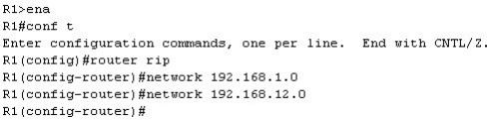 R1>ena
R1#conf t
Enter configuration commands, one per line.  End with CNTL/Z.
R1(config)#router rip
R1(config-router)#network 192.168.1.0
R1(config-router)#network 192.168.12.0
R1(config-router)#